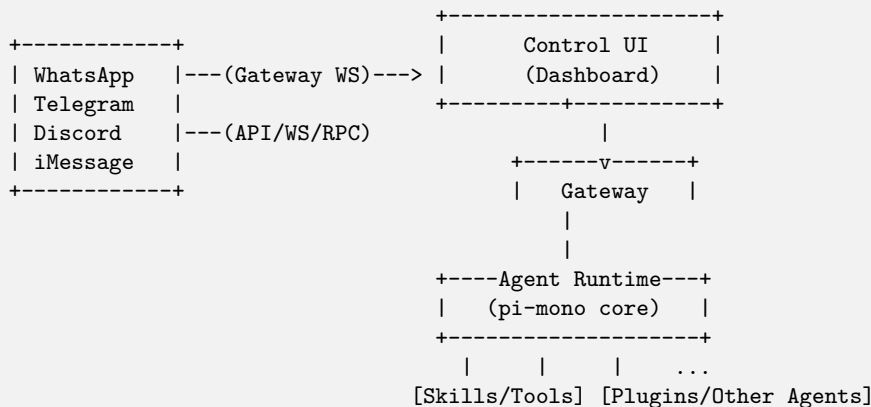 +---------------------+
+------------+ | Control UI |
| WhatsApp |---(Gateway WS)---> | (Dashboard) |
| Telegram | +---------+-----------+
| Discord |---(API/WS/RPC) |
| iMessage | +------v------+
+------------+ | Gateway |
|
|
+----Agent Runtime---+
| (pi-mono core) |
+--------------------+
| | | ...
[Skills/Tools] [Plugins/Other Agents]